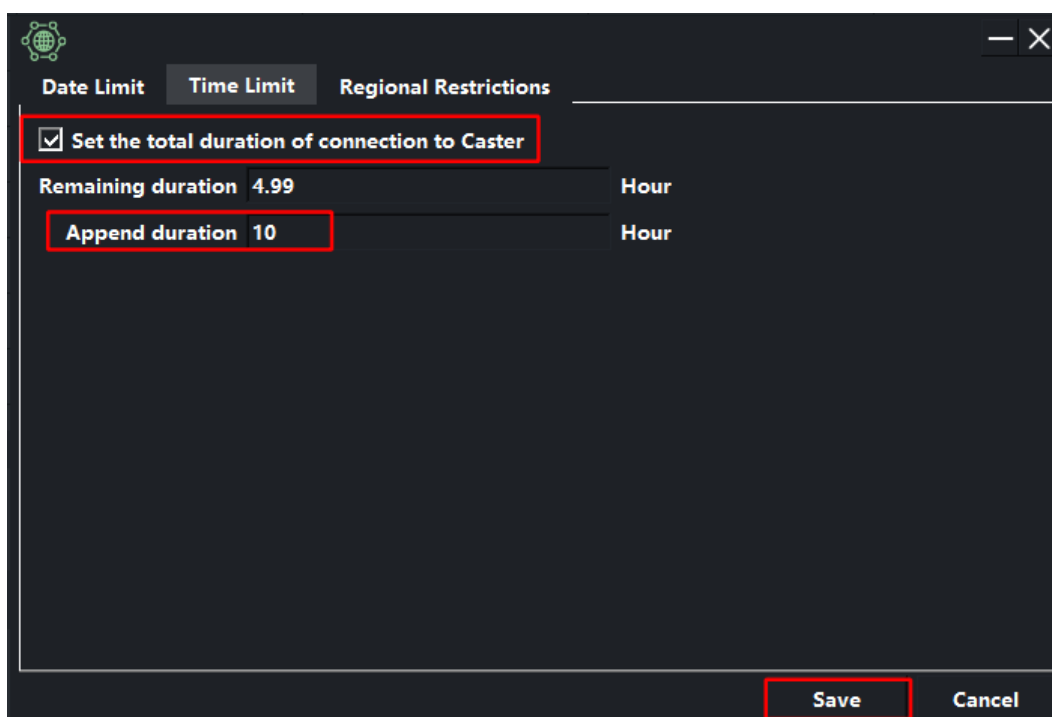 Date Limit Time Limit Regional Restrictions
Set the total duration of connection to Caster
Remaining duration 4.99 Hour
Append duration 10 Hour
Save Cancel